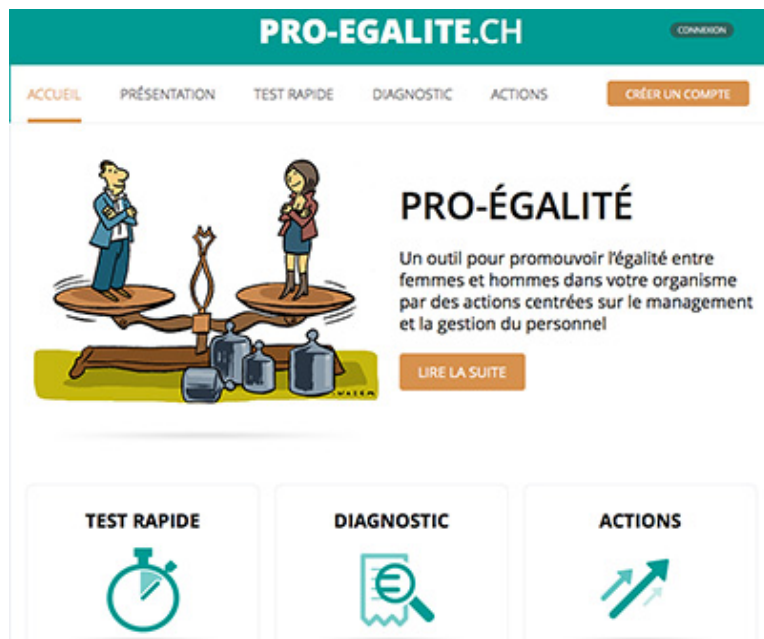 PRO-EGALITE.CH
CONNEXION
ACCUEIL
PRÉSENTATION
TEST RAPIDE
DIAGNOSTIC
ACTIONS
CRÉER UN COMPTE
PRO-ÉGALITÉ
Un outil pour promouvoir l'égalité entre
femmes et hommes dans votre organisme
par des actions centrées sur le management
et la gestion du personnel
LIRE LA SUITE
WAZEM
TEST RAPIDE
DIAGNOSTIC
ACTIONS